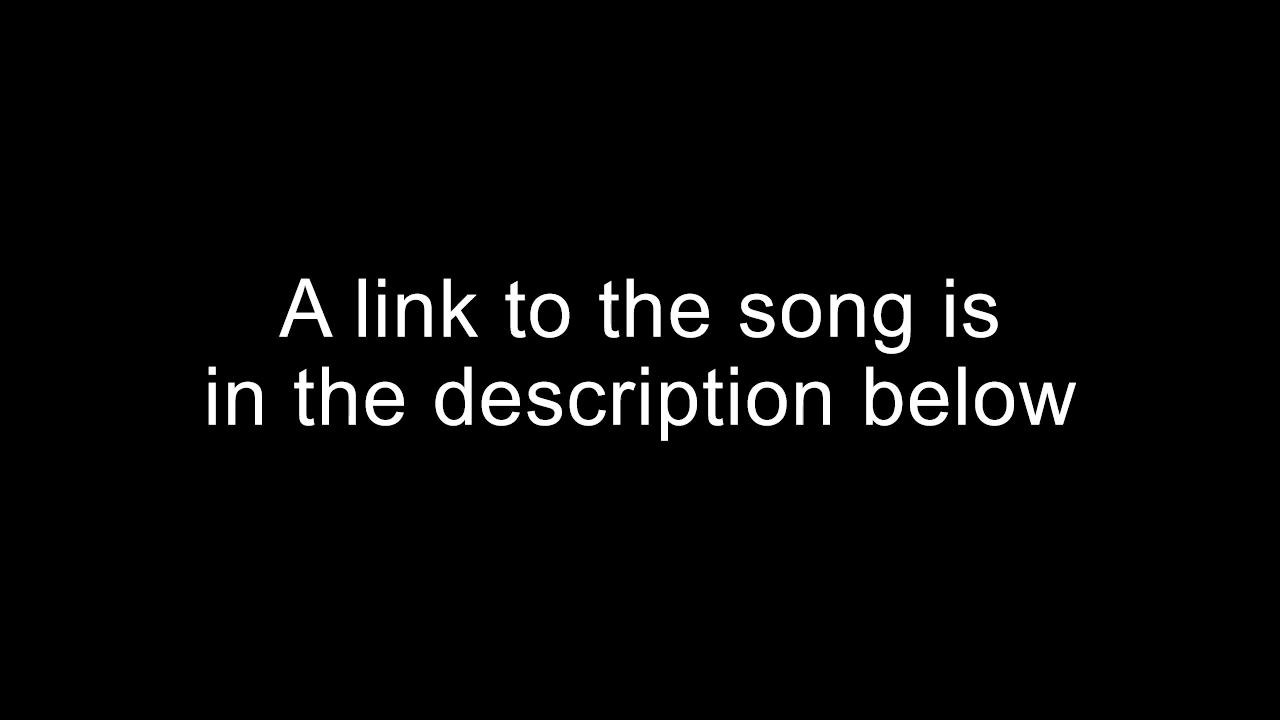 A link to the song is
in the description below